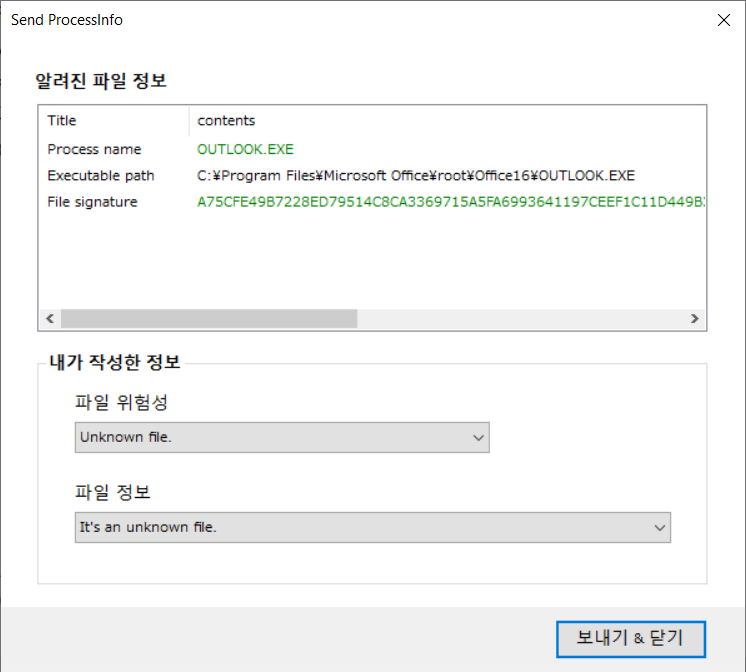 Send ProcessInfo
알려진 파일 정보
Title contents
Process name OUTLOOK.EXE
Executable path C:¥Program Files¥Microsoft Office¥root¥Office16¥OUTLOOK.EXE
File signature A75CFE49B7228ED79514C8CA3369715A5FA6993641197CEEF1C11D449B
내가 작성한 정보
파일 위험성
Unknown file.
파일 정보
It's an unknown file.
보내기 & 닫기